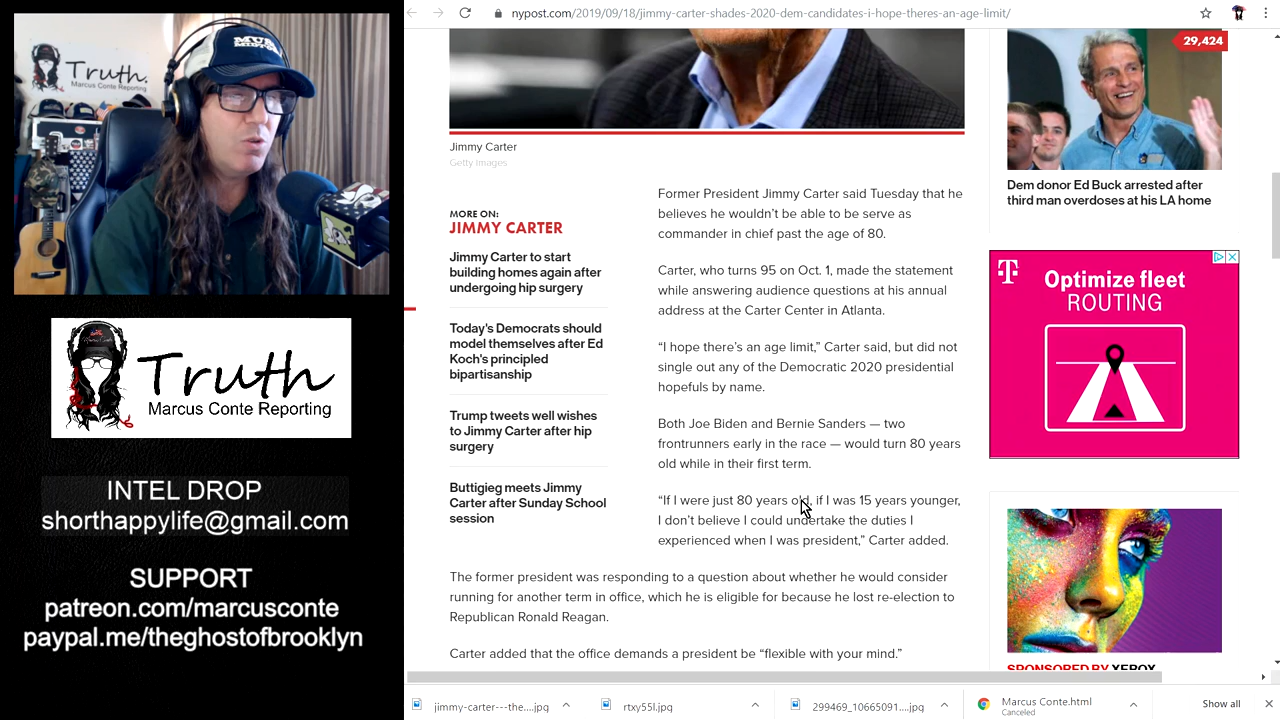 nypost.com/2019/09/18/jimmy-carter-shades-2020-dem-candidates-i-hope-theres-an-age-limit/
Truth.
Marcus Conte Reporting
Truth
Marcus Conte Reporting
INTEL DROP
shorthappylife@gmail.com
SUPPORT
patreon.com/marcusconte
paypal.me/theghostofbrooklyn
Jimmy Carter
Getty Images
MORE ON:
JIMMY CARTER
Jimmy Carter to start
building homes again after
undergoing hip surgery
Today's Democrats should
model themselves after Ed
Koch's principled
bipartisanship
Trump tweets well wishes
to Jimmy Carter after hip
surgery
Buttigieg meets Jimmy
Carter after Sunday School
session
Former President Jimmy Carter said Tuesday that he
believes he wouldn't be able to be serve as
commander in chief past the age of 80.
Carter, who turns 95 on Oct. 1, made the statement
while answering audience questions at his annual
address at the Carter Center in Atlanta.
“I hope there's an age limit,” Carter said, but did not
single out any of the Democratic 2020 presidential
hopefuls by name.
Both Joe Biden and Bernie Sanders — two
frontrunners early in the race — would turn 80 years
old while in their first term.
“If I were just 80 years old, if I was 15 years younger,
I don't believe I could undertake the duties I
experienced when I was president,” Carter added.
The former president was responding to a question about whether he would consider
running for another term in office, which he is eligible for because he lost re-election to
Republican Ronald Reagan.
Carter added that the office demands a president be “flexible with your mind.”
29,424
Dem donor Ed Buck arrested after
third man overdoses at his LA home
T
Optimize fleet
ROUTING
SPONSORED BY XEROX
jimmy-carter---the....jpg
rtxy55l.jpg
299469_10665091....jpg
Marcus Conte.html
Canceled
Show all